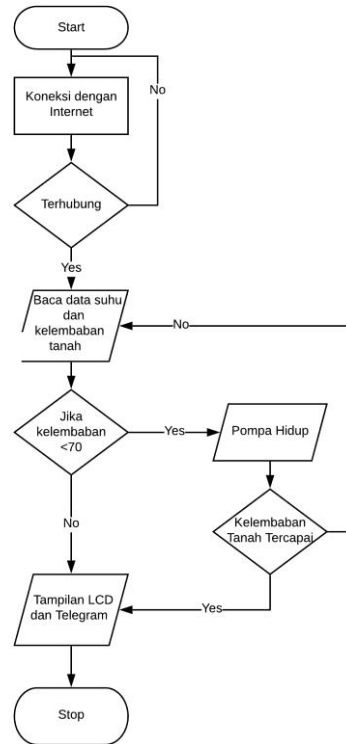 Start
Koneksi dengan
Internet
No
Terhubung
Yes
Baca data suhu
dan
kelembaban
tanah
No
Jika
kelembaban
<70
Yes
Pompa Hidup
No
Kelembaban
Tanah Tercapai
Tampilan LCD
dan Telegram
Yes
Stop